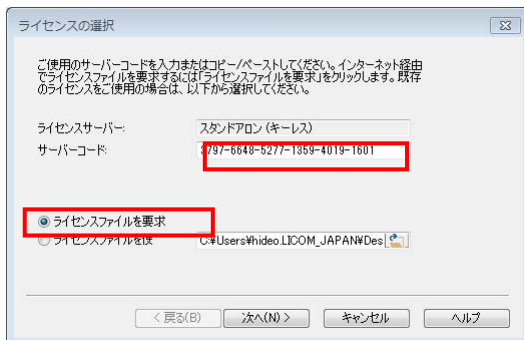 ライセンスの選択
ご使用のサーバーコードを入力またはコピー/ペーストしてください。インターネット経由
でライセンスファイルを要求するには「ライセンスファイルを要求」をクリックします。既存
のライセンスをご使用の場合は、以下から選択してください。
ライセンスサーバー: スタンドアロン (キーレス)
サーバーコード: 3797-6648-5277-1359-4019-1601
ライセンスファイルを要求
ライセンスファイルを使 C:¥Users¥hideo.LICOM_JAPAN¥Des
< 戻る(B) 次へ(N) > キャンセル ヘルプ